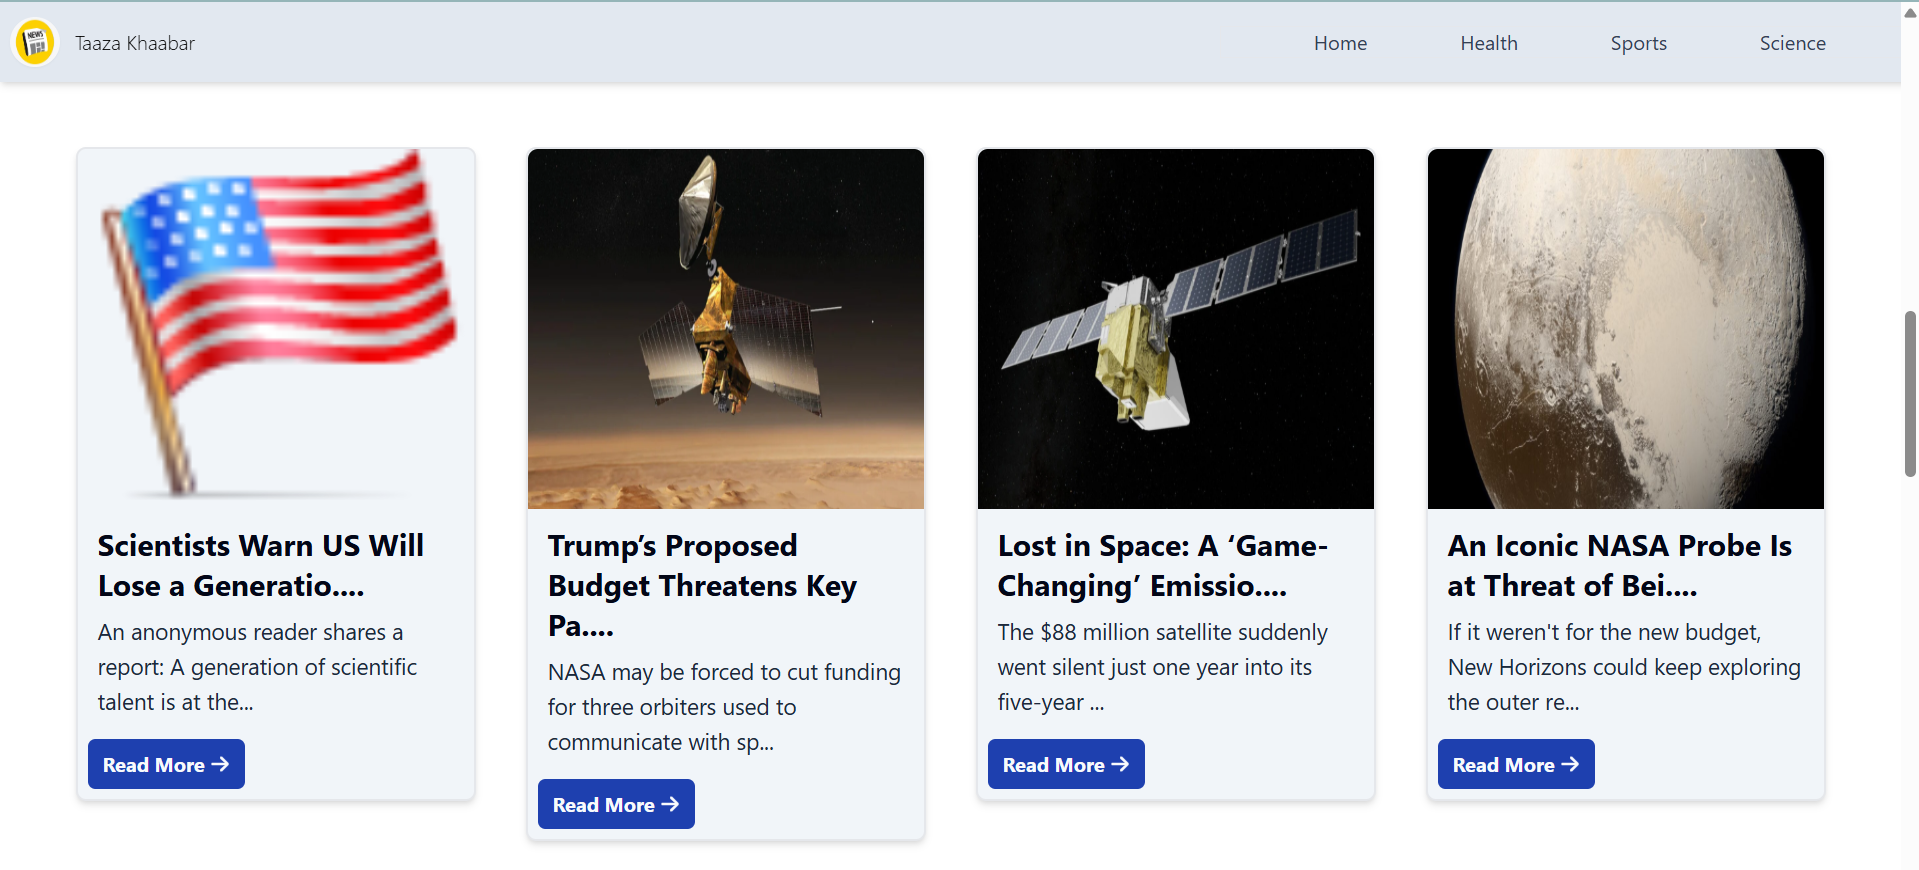 NEWS
Taaza Khaabar
Home
Health
Sports
Science
Scientists Warn US Will
Lose a Generatio....
An anonymous reader shares a
report: A generation of scientific
talent is at the...
Read More →
Trump’s Proposed
Budget Threatens Key
Pa....
NASA may be forced to cut funding
for three orbiters used to
communicate with sp...
Read More →
Lost in Space: A ‘Game-
Changing’ Emissio....
The $88 million satellite suddenly
went silent just one year into its
five-year ...
Read More →
An Iconic NASA Probe Is
at Threat of Bei....
If it weren't for the new budget,
New Horizons could keep exploring
the outer re...
Read More →